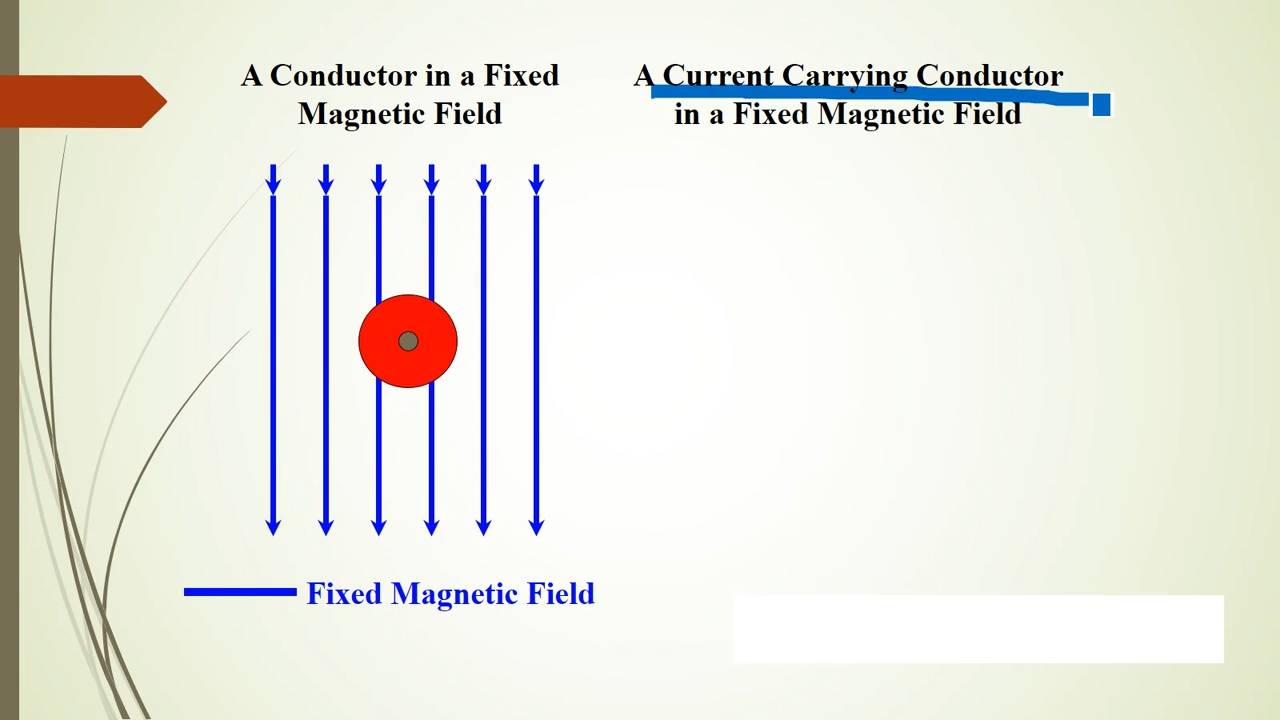 A Conductor in a Fixed
Magnetic Field
A Current Carrying Conductor
in a Fixed Magnetic Field
Fixed Magnetic Field